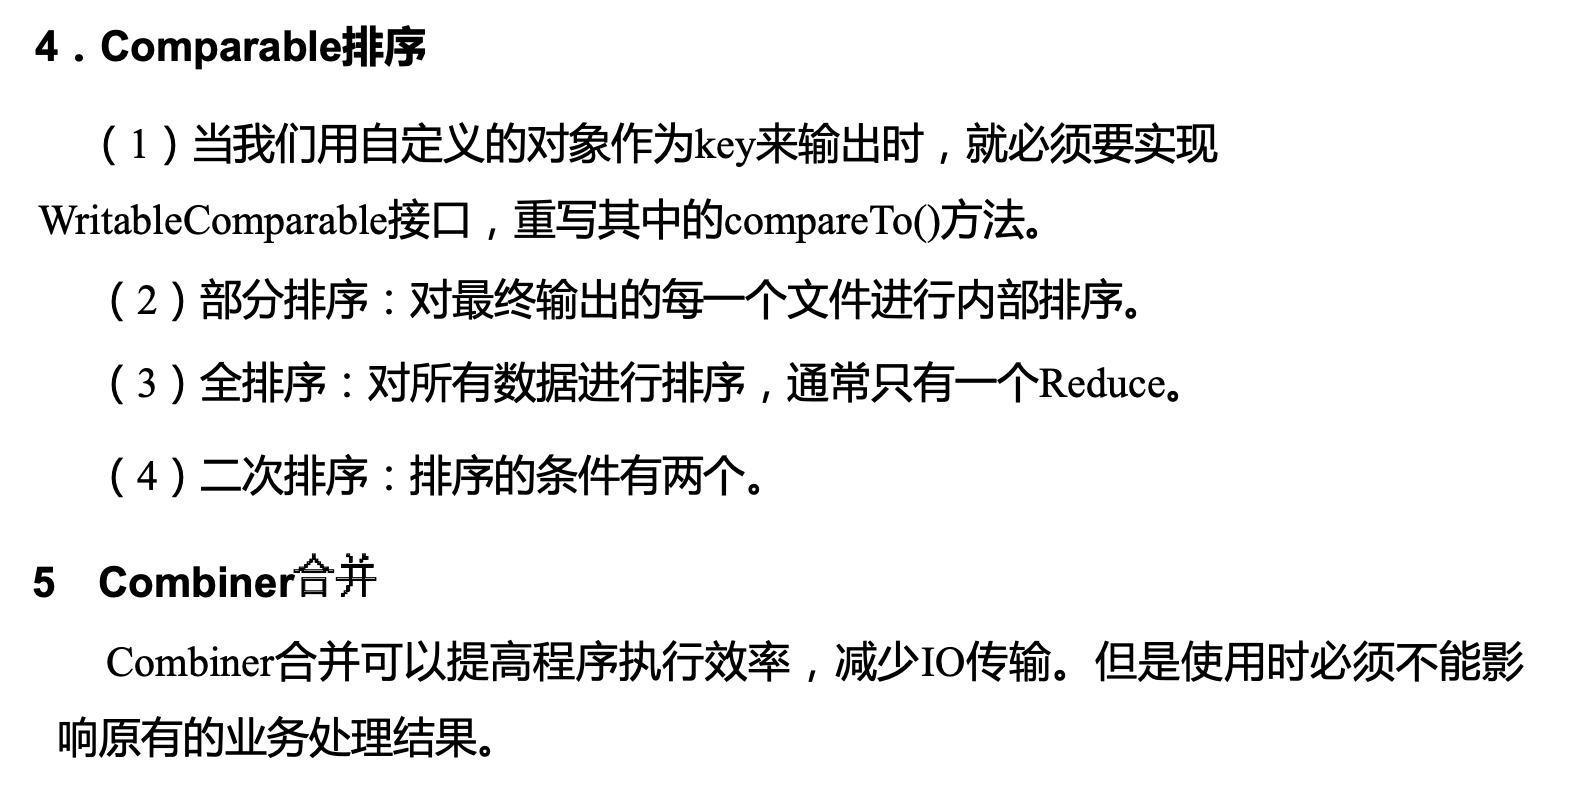 4．Comparable排序
（1）当我们用自定义的对象作为key来输出时，就必须要实现
WritableComparable接口，重写其中的compareTo()方法。
（2）部分排序：对最终输出的每一个文件进行内部排序。
（3）全排序：对所有数据进行排序，通常只有一个Reduce。
（4）二次排序：排序的条件有两个。
5 Combiner合并
Combiner合并可以提高程序执行效率，减少IO传输。但是使用时必须不能影
响原有的业务处理结果。